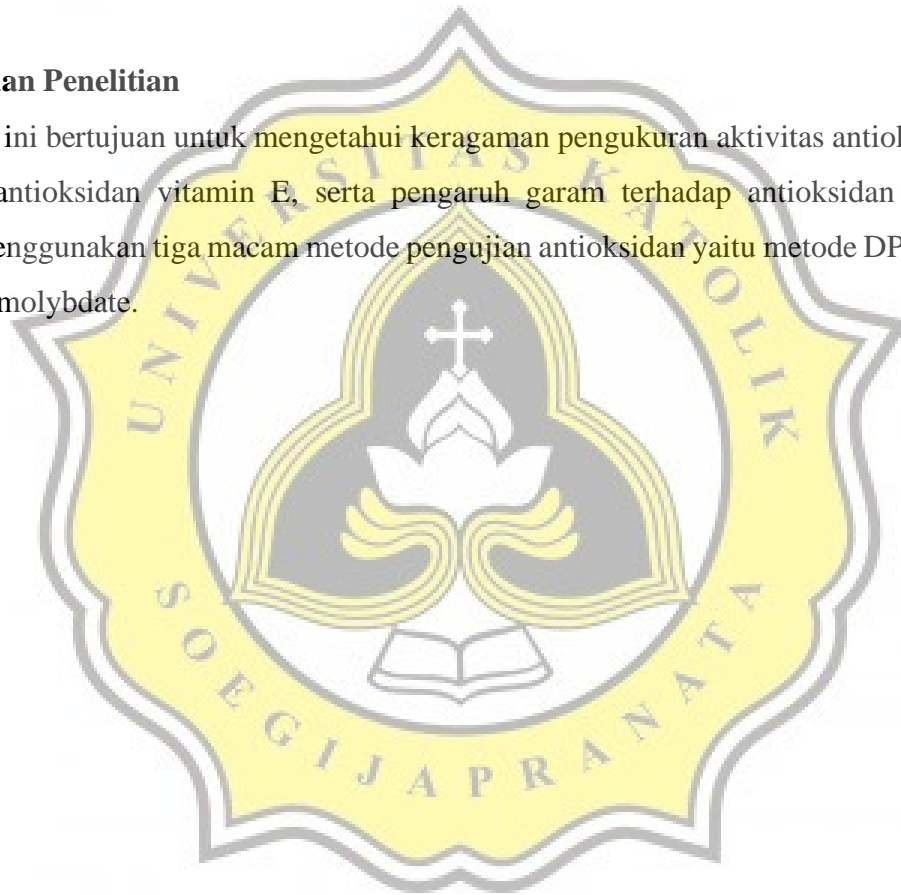 an Penelitian
ini bertujuan untuk mengetahui keragaman pengukuran aktivitas antio
antioksidan vitamin E, serta pengaruh garam terhadap antioksidan
enggunakan tiga macam metode pengujian antioksidan yaitu metode DP
molybdate.
UNIVERSITAS KATOLIK
SOEGIJAPRANATA